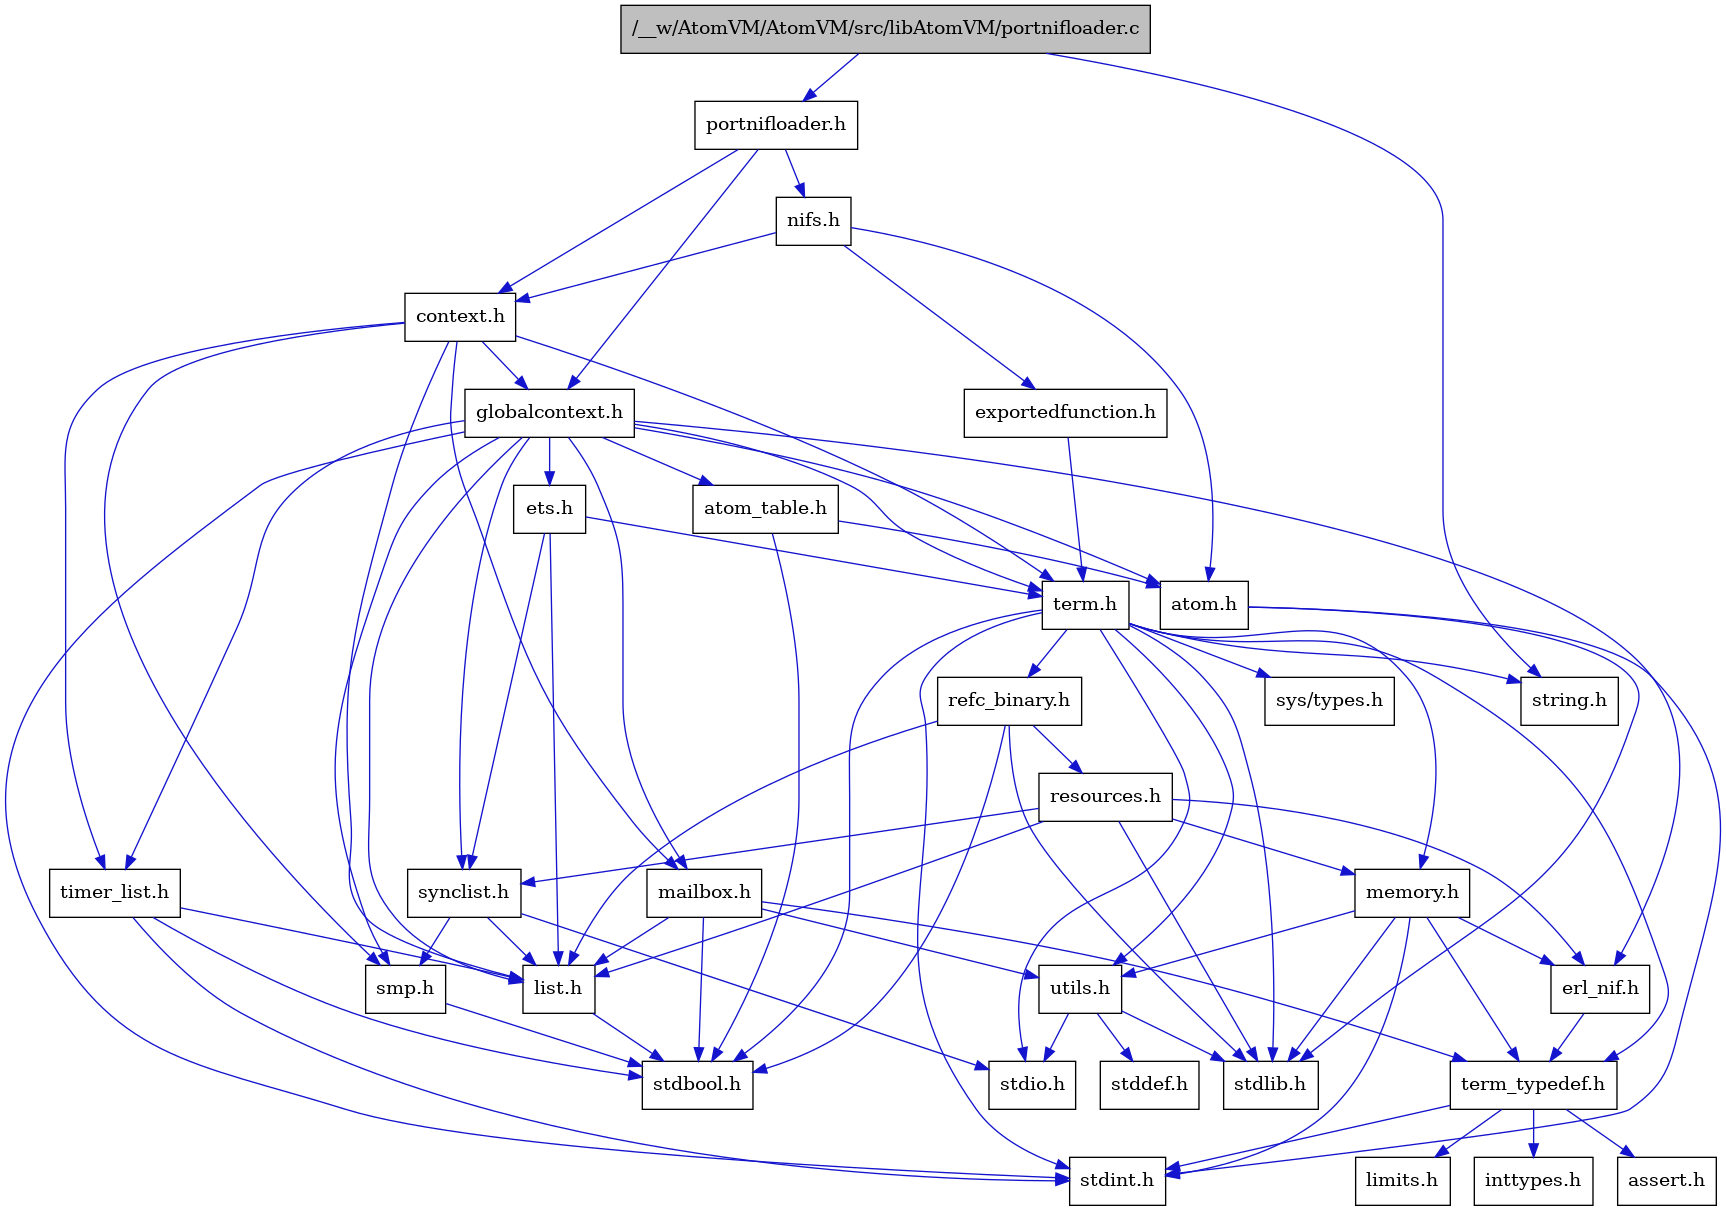 /__w/AtomVM/AtomVM/src/libAtomVM/portnifloader.c
portnifloader.h
nifs.h
context.h
globalcontext.h
exportedfunction.h
ets.h
atom_table.h
term.h
atom.h
refc_binary.h
sys/types.h
string.h
resources.h
timer_list.h
synclist.h
mailbox.h
memory.h
smp.h
list.h
utils.h
erl_nif.h
stdbool.h
stdio.h
stddef.h
stdlib.h
term_typedef.h
stdint.h
limits.h
inttypes.h
assert.h